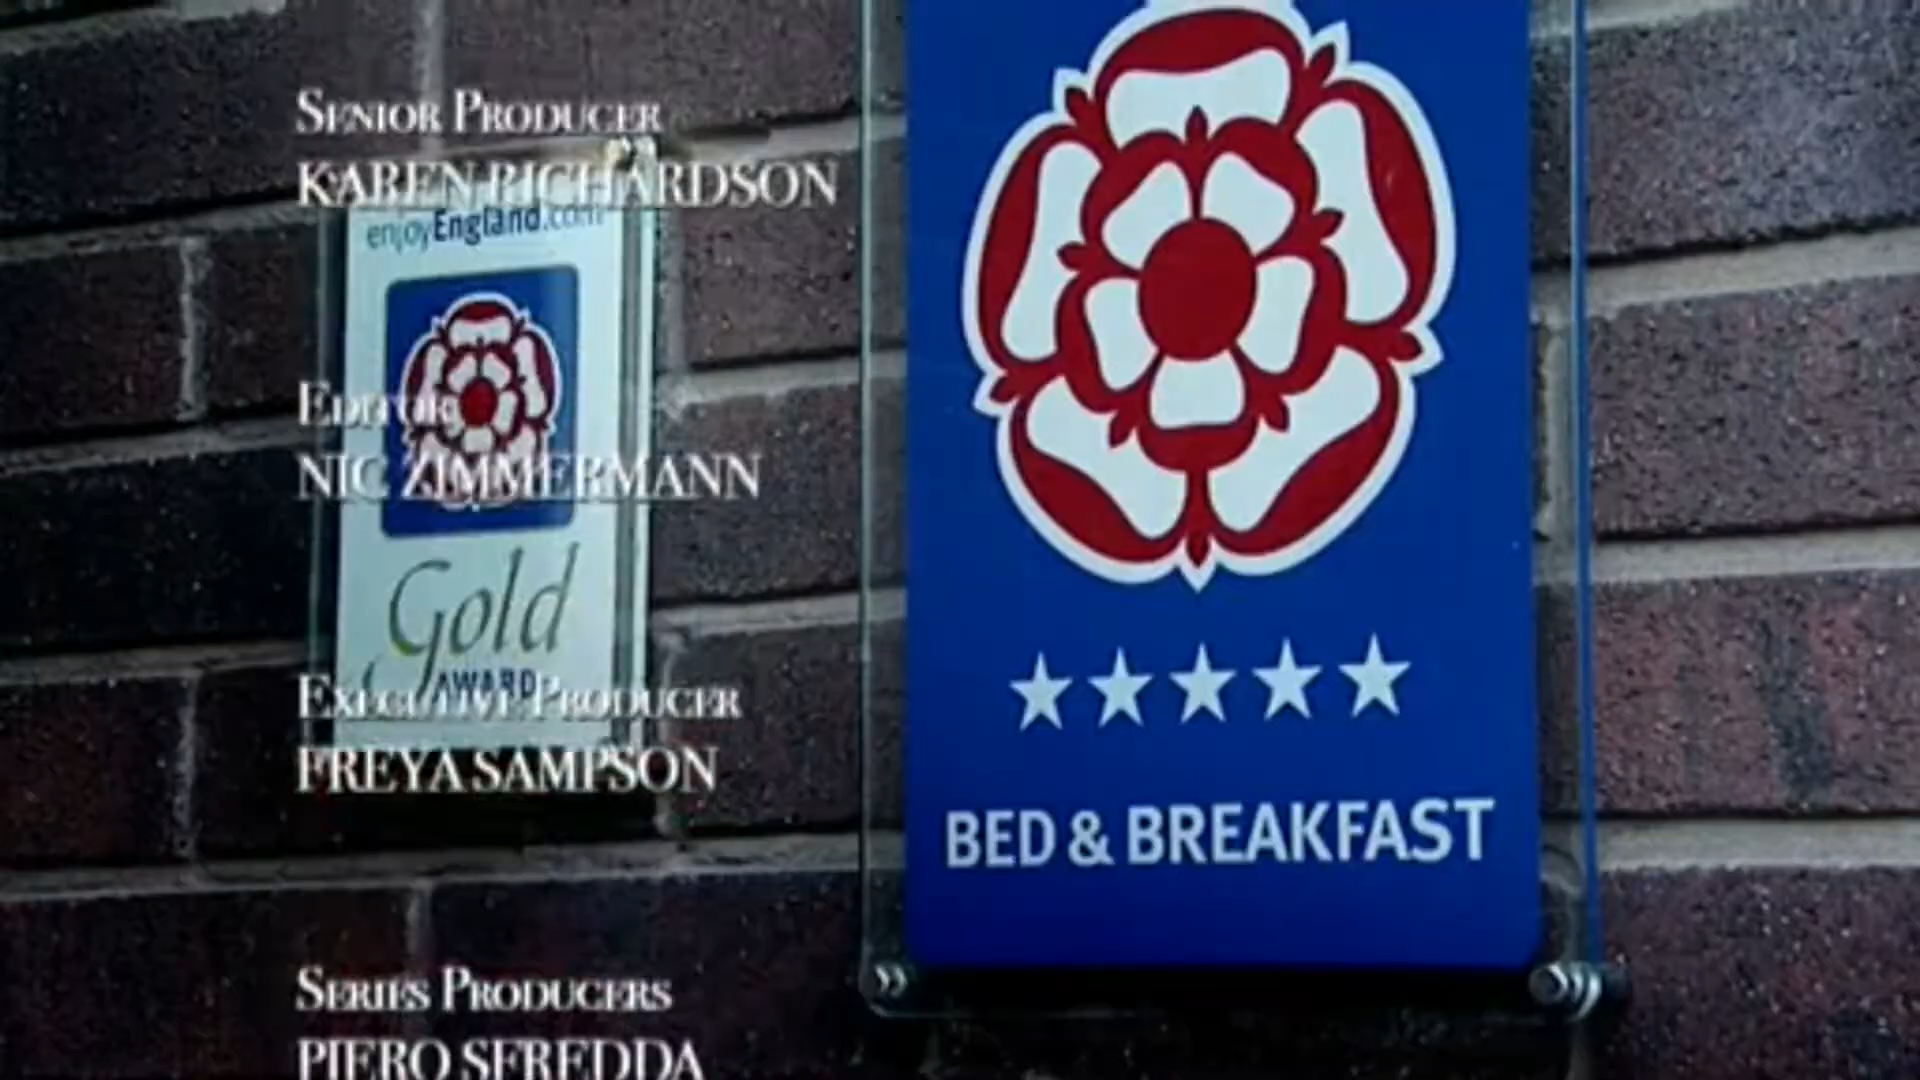 SENIOR PRODUCER
KAREN RICHARDSON
enjoyEngland.com
EDITOR
NIC ZIMMERMANN
Gold
AWARD
EXECUTIVE PRODUCER
FREYA SAMPSON
SERIES PRODUCERS
PIERO SFREDDA
BED & BREAKFAST